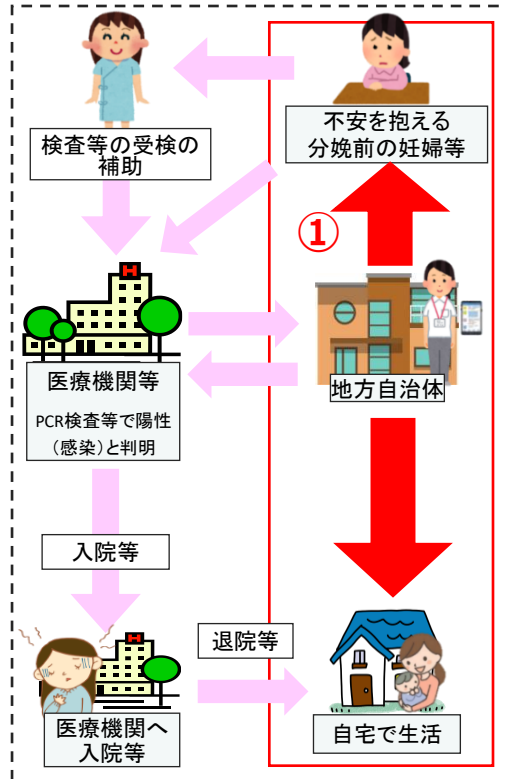 不安を抱える
分娩前の妊婦等
検査等の受検の
補助
①
H
医療機関等
PCR検査等で陽性
（感染）と判明
地方自治体
入院等
退院等
医療機関へ
入院等
自宅で生活